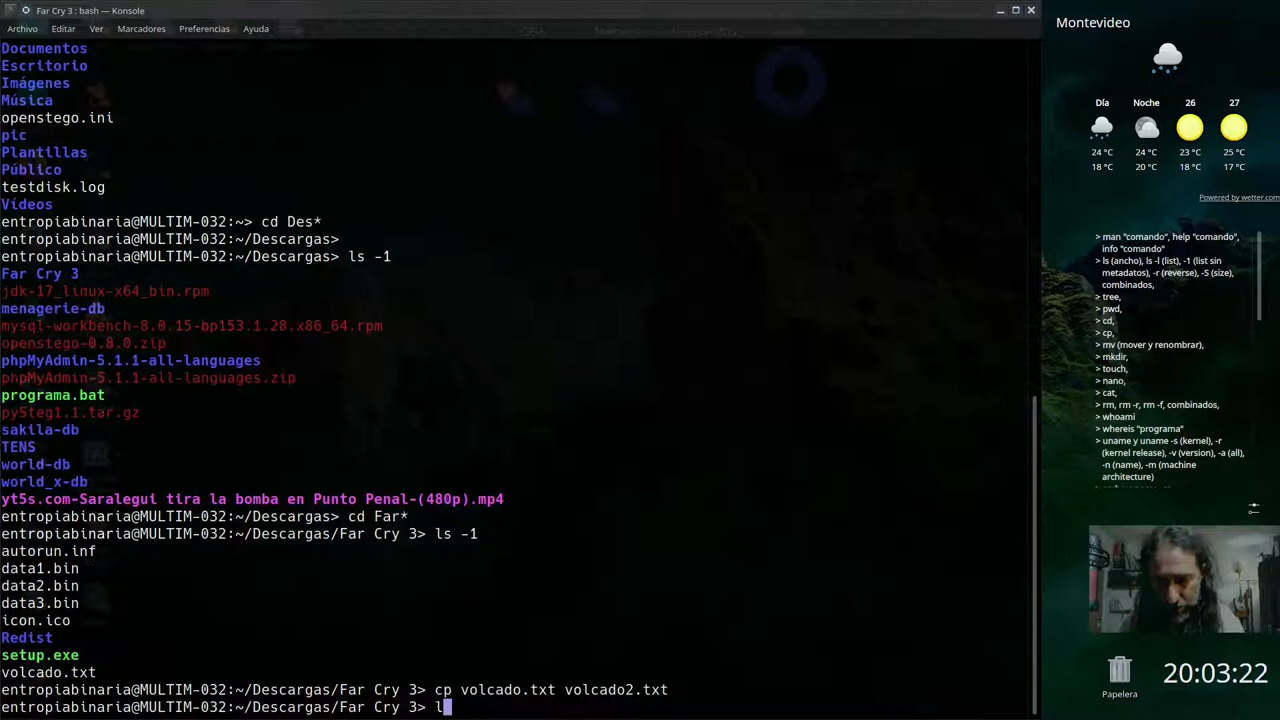 Far Cry 3 : bash — Konsole
Archivo Editar Ver Marcadores Preferencias Ayuda
Documentos
Escritorio
Imágenes
Música
openstego.ini
plc
Plantillas
Público
testdisk.log
Vídeos
entropiabinaria@MULTIM-032:~> cd Des*
entropiabinaria@MULTIM-032:~/Descargas>
entropiabinaria@MULTIM-032:~/Descargas> ls -1
Far Cry 3
jdk-17_linux-x64_bin.rpm
menagerie-db
mysql-workbench-8.0.15-bp153.1.28.x86_64.rpm
openstego-0.8.0.zip
phpMyAdmin-5.1.1-all-languages
phpMyAdmin-5.1.1-all-languages.zip
programa.bat
pySteg1.1.tar.gz
sakila-db
TENS
world-db
world_x-db
yt5s.com-Saralegui tira la bomba en Punto Penal-(480p).mp4
entropiabinaria@MULTIM-032:~/Descargas> cd Far*
entropiabinaria@MULTIM-032:~/Descargas/Far Cry 3> ls -1
autorun.inf
data1.bin
data2.bin
data3.bin
icon.ico
Redist
setup.exe
volcado.txt
entropiabinaria@MULTIM-032:~/Descargas/Far Cry 3> cp volcado.txt volcado2.txt
entropiabinaria@MULTIM-032:~/Descargas/Far Cry 3> l
Montevideo
Día Noche 26 27
24 °C 24 °C 23 °C 25 °C
18 °C 20 °C 18 °C 17 °C
Powered by wetter.com
> man "comando", help "comando",
info "comando"
> ls (ancho), ls -l (list), -1 (list sin
metadatos), -r (reverse), -S (size),
combinados,
> tree,
> pwd,
> cd,
> cp,
> mv (mover y renombrar),
> mkdir,
> touch,
> nano,
> cat,
> rm, rm -r, rm -f, combinados,
> whoami
> whereis "programa"
> uname y uname -s (kernel), -r
(kernel release), -v (version), -a (all),
-n (name), -m (machine
architecture)
Papelera
20:03:22